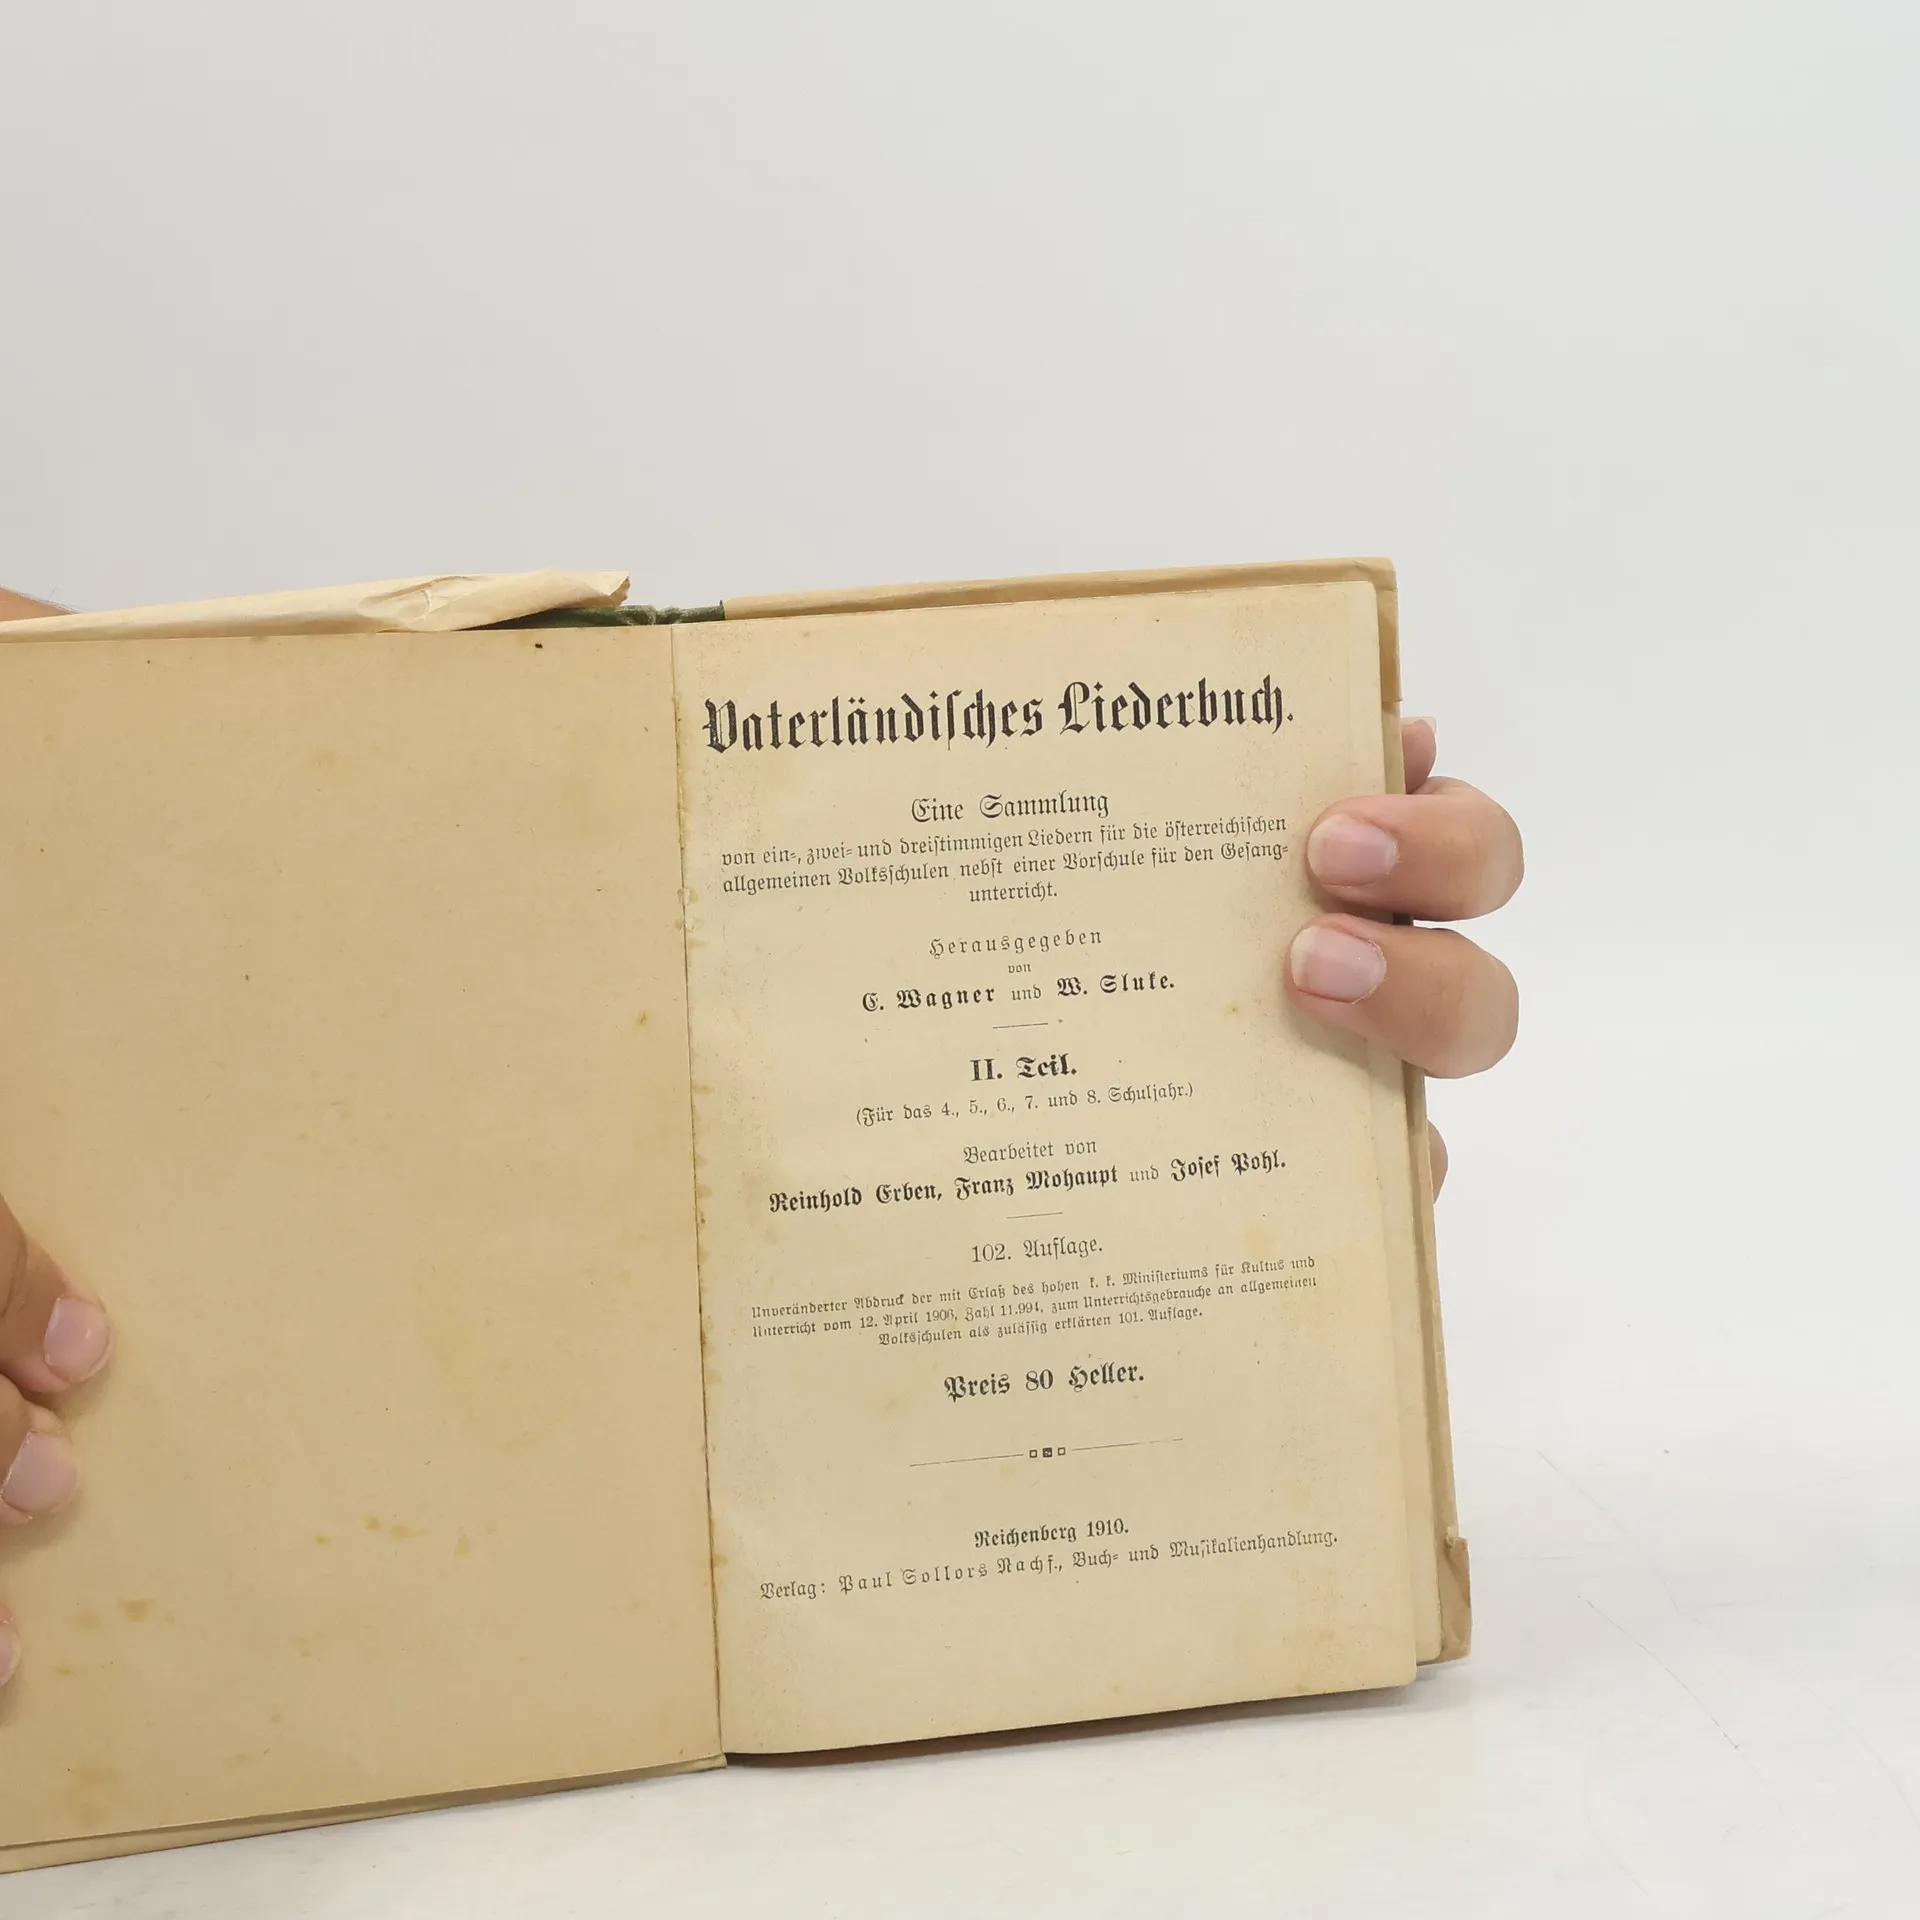 Vaterländisches Liederbuch.
Eine Sammlung
von ein-, zwei- und dreistimmigen Liedern für die österreichischen
allgemeinen Volksschulen nebst einer Vorschule für den Gesang-
unterricht.
Herausgegeben
von
E. Wagner und W. Sluke.
II. Teil.
(Für das 4., 5., 6., 7. und 8. Schuljahr.)
Bearbeitet von
Reinhold Erben, Franz Mohaupt und Josef Pohl.
102. Auflage.
Unveränderter Abdruck der mit Erlaß des hohen k. k. Ministeriums für Kultus und
Unterricht vom 12. April 1906, Zahl 11.994, zum Unterrichtsgebrauche an allgemeinen
Volksschulen als zulässig erklärten 101. Auflage.
Preis 80 Heller.
Reichenberg 1910.
Verlag: Paul Sollors Nachf., Buch- und Musikalienhandlung.